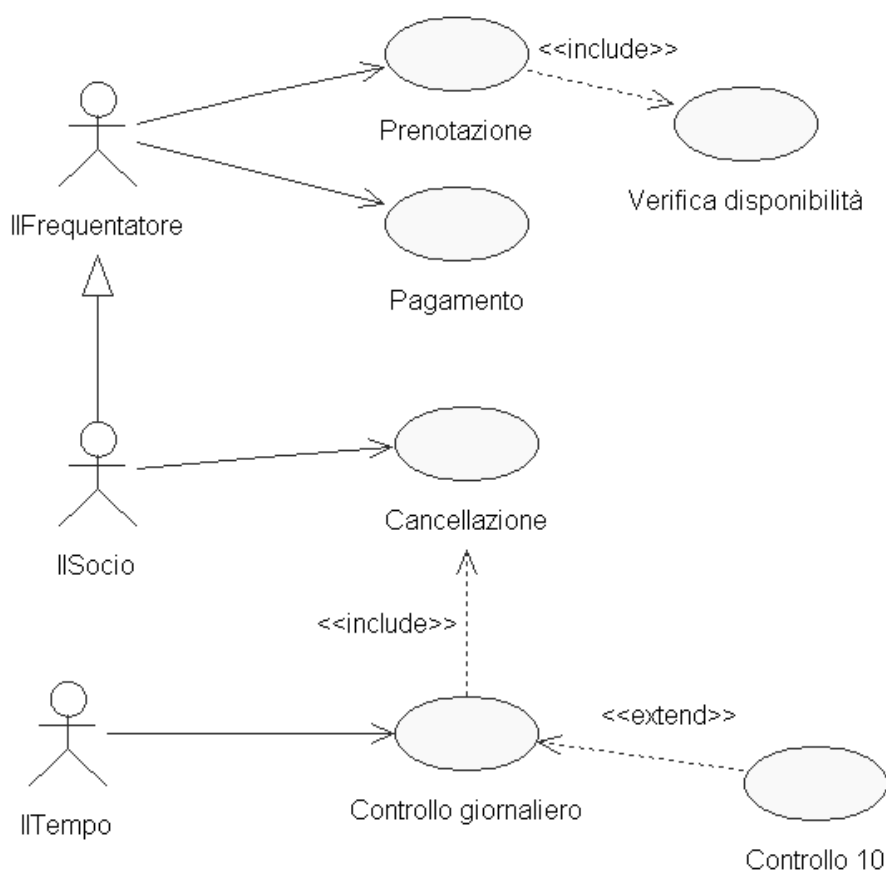 <<include>>
Prenotazione
Verifica disponibilità
IlFrequentatore
Pagamento
Cancellazione
IlSocio
<<include>>
<<extend>>
Controllo giornaliero
IlTempo
Controllo 10